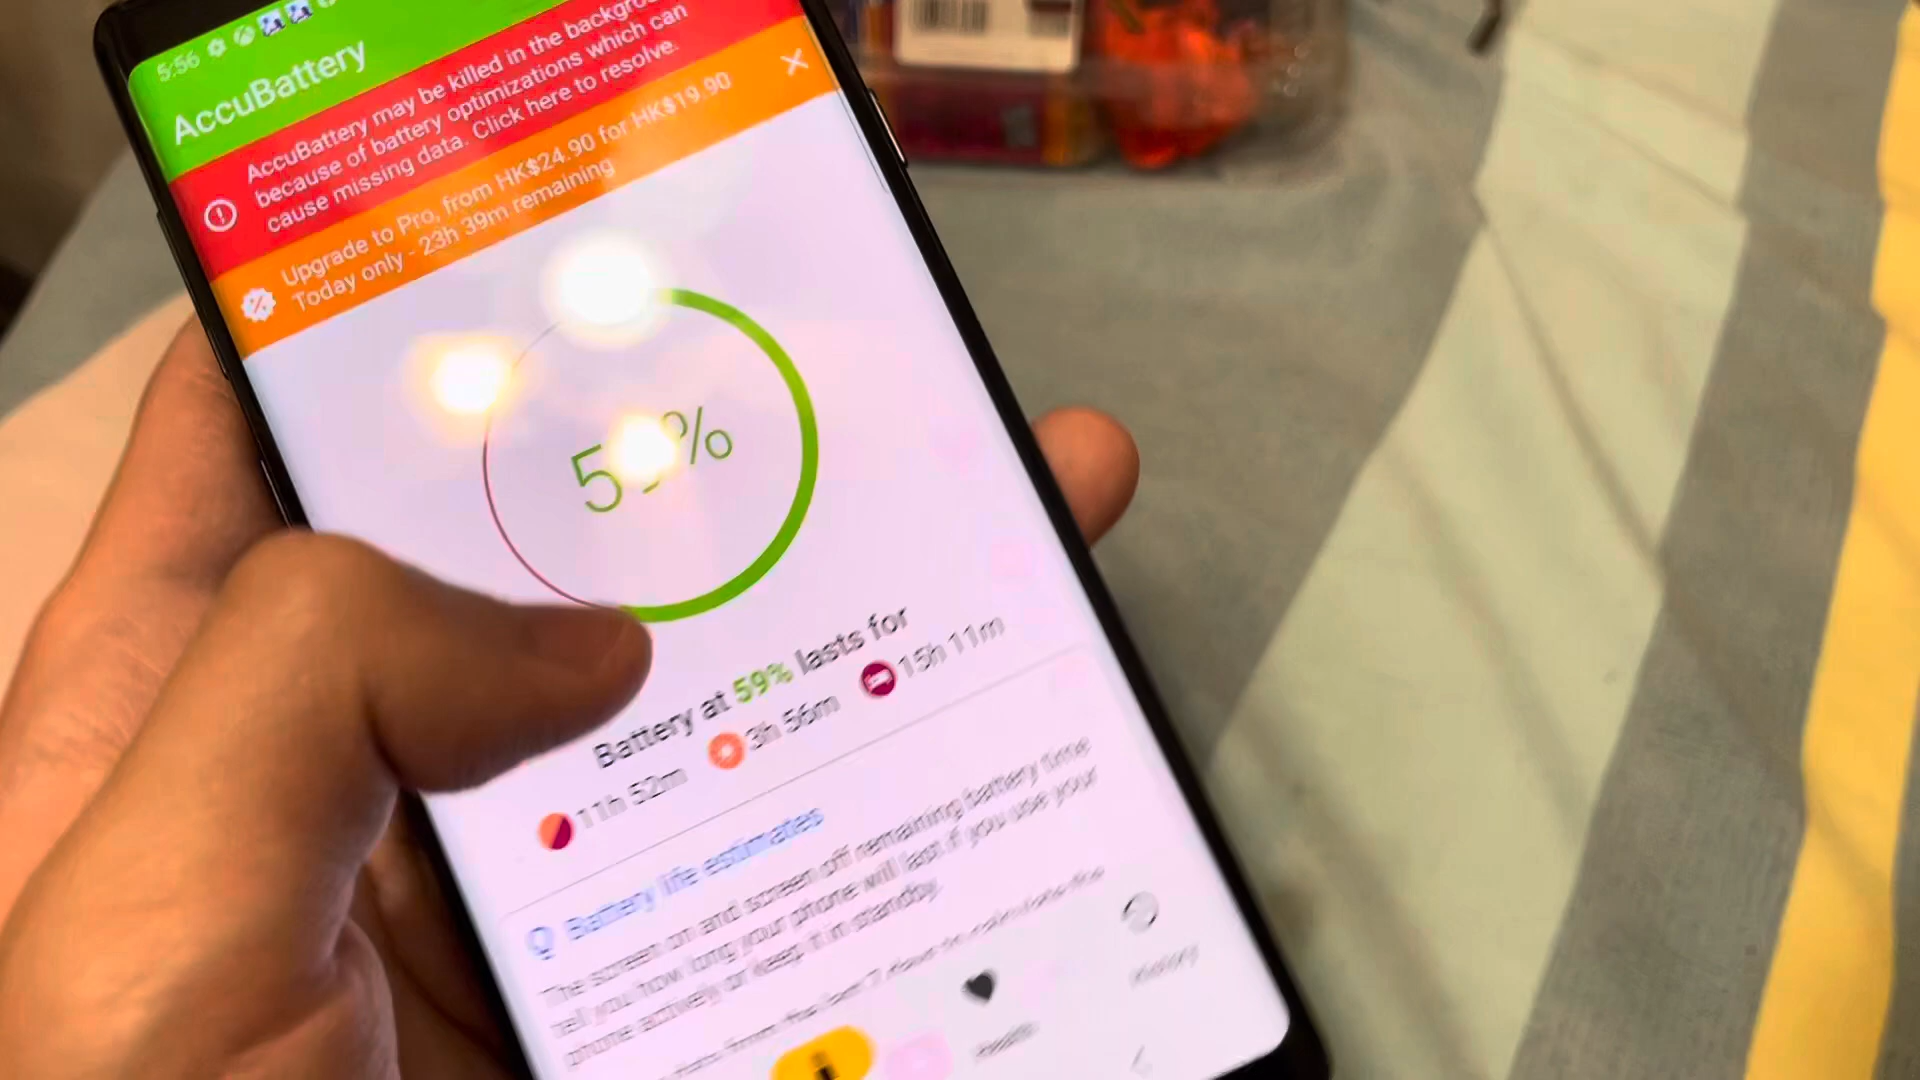 5:56
AccuBattery
AccuBattery may be killed in the
because of battery optimizations which can
cause missing data. Click here to resolve.
Upgrade to Pro, from HK$24.90 for HK$19.90
Today only - 23h 39m remaining
Battery at 59% lasts for
11h 52m 3h 56m 15h 11m
Battery life estimates
The screen on and screen off remaining battery time
tell you how long your phone will last if you use your
phone actively or keep it in standby.
Health
History